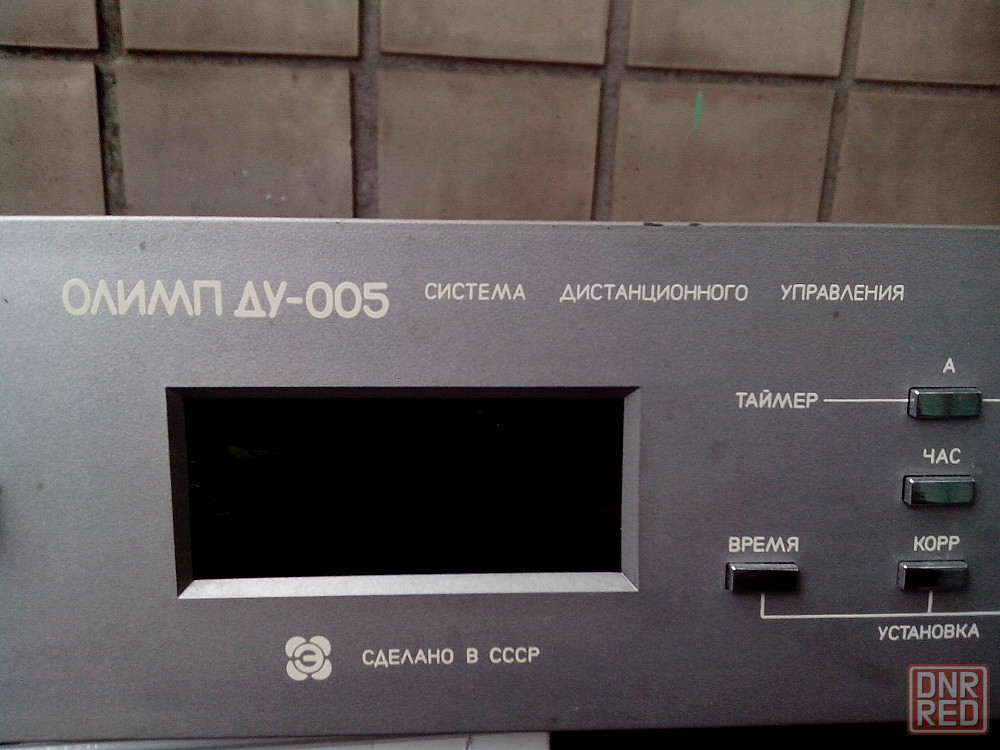 ОЛИМП ДУ-005 СИСТЕМА ДИСТАНЦИОННОГО УПРАВЛЕНИЯ
А
ТАЙМЕР
ЧАС
ВРЕМЯ КОРР
УСТАНОВКА
Э СДЕЛАНО В СССР
DNR
RED